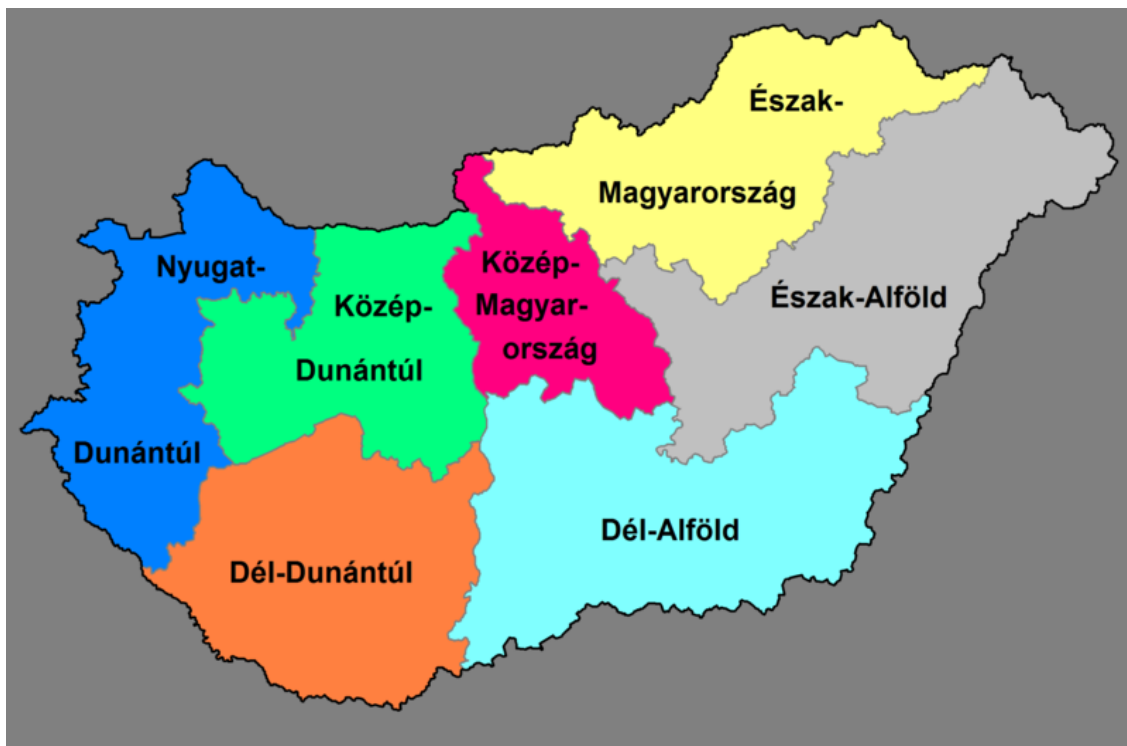 Észak-
Magyarország
Nyugat-
Dunántúl
Közép-
Dunántúl
Közép-
Magyar-
ország
Észak-Alföld
Dél-Alföld
Dél-Dunántúl